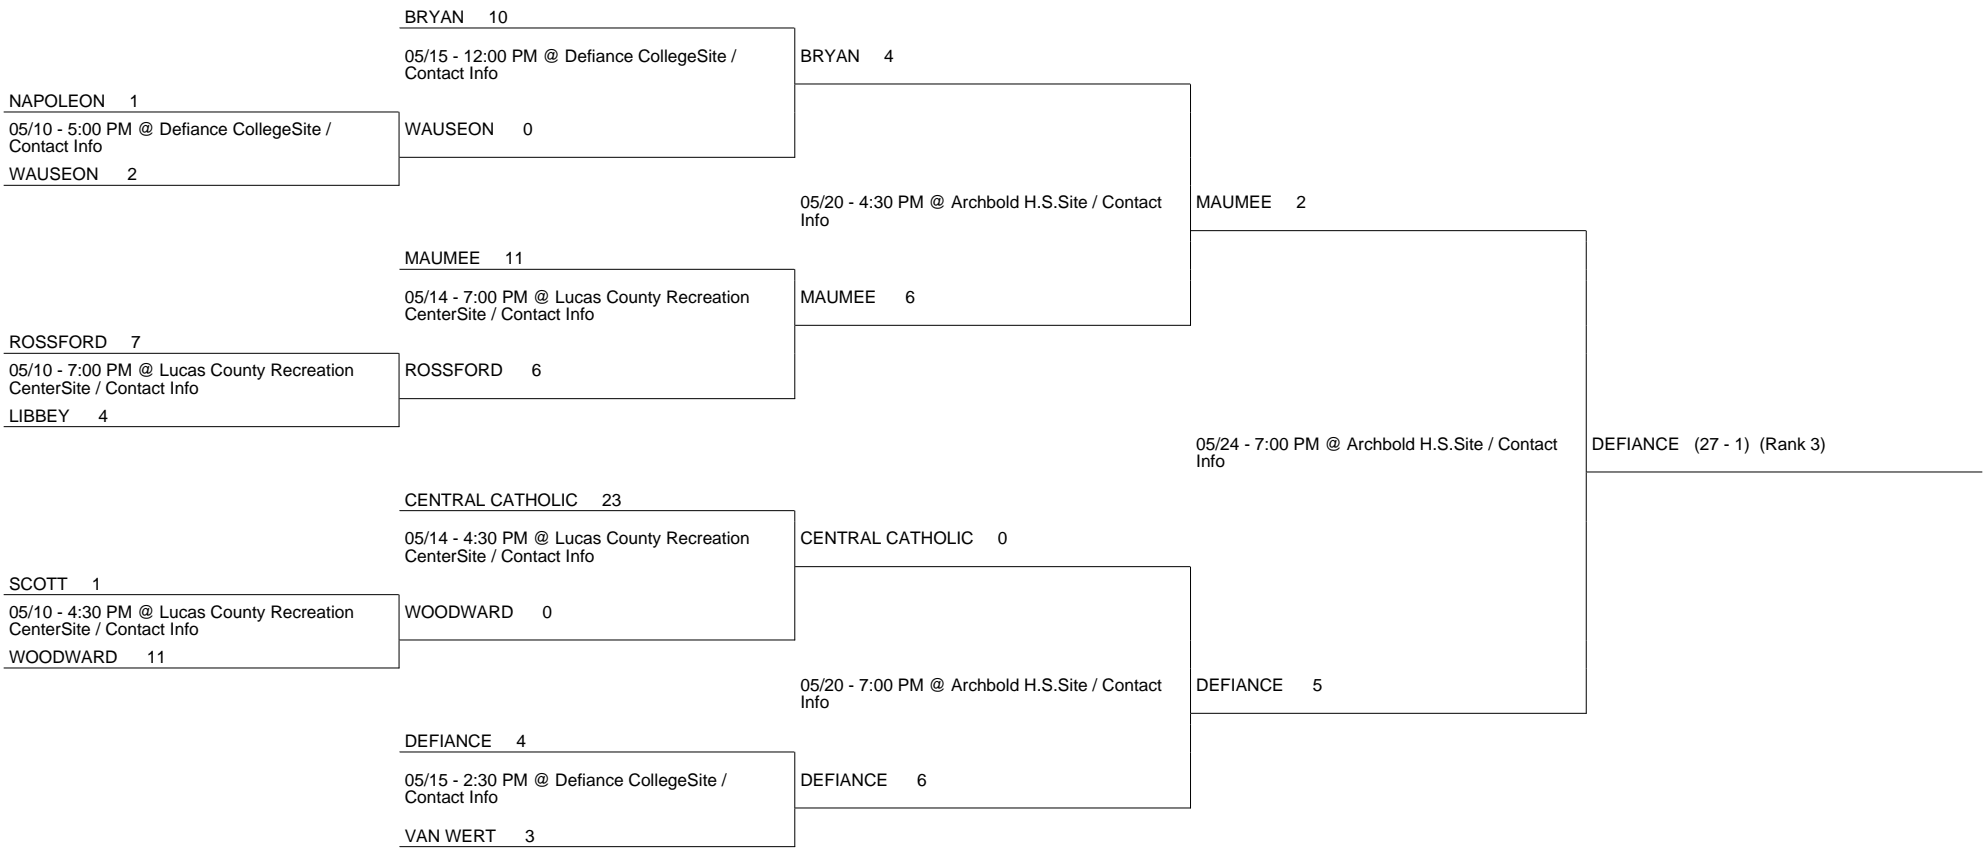 BRYAN 10
05/15 - 12:00 PM @ Defiance CollegeSite /
Contact Info
BRYAN 4
NAPOLEON 1
05/10 - 5:00 PM @ Defiance CollegeSite /
Contact Info
WAUSEON 2
WAUSEON 0
05/20 - 4:30 PM @ Archbold H.S.Site / Contact
Info
MAUMEE 2
MAUMEE 11
05/14 - 7:00 PM @ Lucas County Recreation
CenterSite / Contact Info
MAUMEE 6
ROSSFORD 7
05/10 - 7:00 PM @ Lucas County Recreation
CenterSite / Contact Info
LIBBEY 4
ROSSFORD 6
05/24 - 7:00 PM @ Archbold H.S.Site / Contact
Info
DEFIANCE (27 - 1) (Rank 3)
CENTRAL CATHOLIC 23
05/14 - 4:30 PM @ Lucas County Recreation
CenterSite / Contact Info
CENTRAL CATHOLIC 0
SCOTT 1
05/10 - 4:30 PM @ Lucas County Recreation
CenterSite / Contact Info
WOODWARD 11
WOODWARD 0
05/20 - 7:00 PM @ Archbold H.S.Site / Contact
Info
DEFIANCE 5
DEFIANCE 4
05/15 - 2:30 PM @ Defiance CollegeSite /
Contact Info
DEFIANCE 6
VAN WERT 3